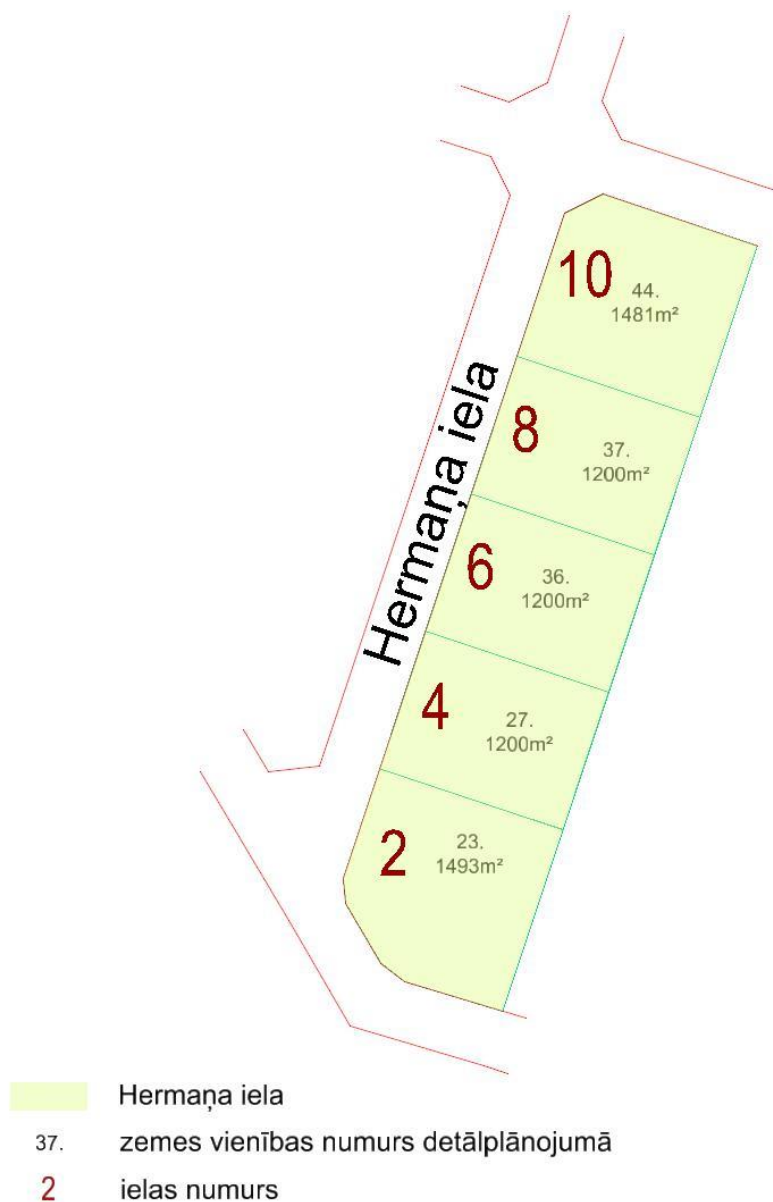 10
44.
1481m²
Hermaņa iela
8
37.
1200m²
6
36.
1200m²
4
27.
1200m²
2
23.
1493m²
Hermaņa iela
37. zemes vienības numurs detālplānojumā
2 ielas numurs